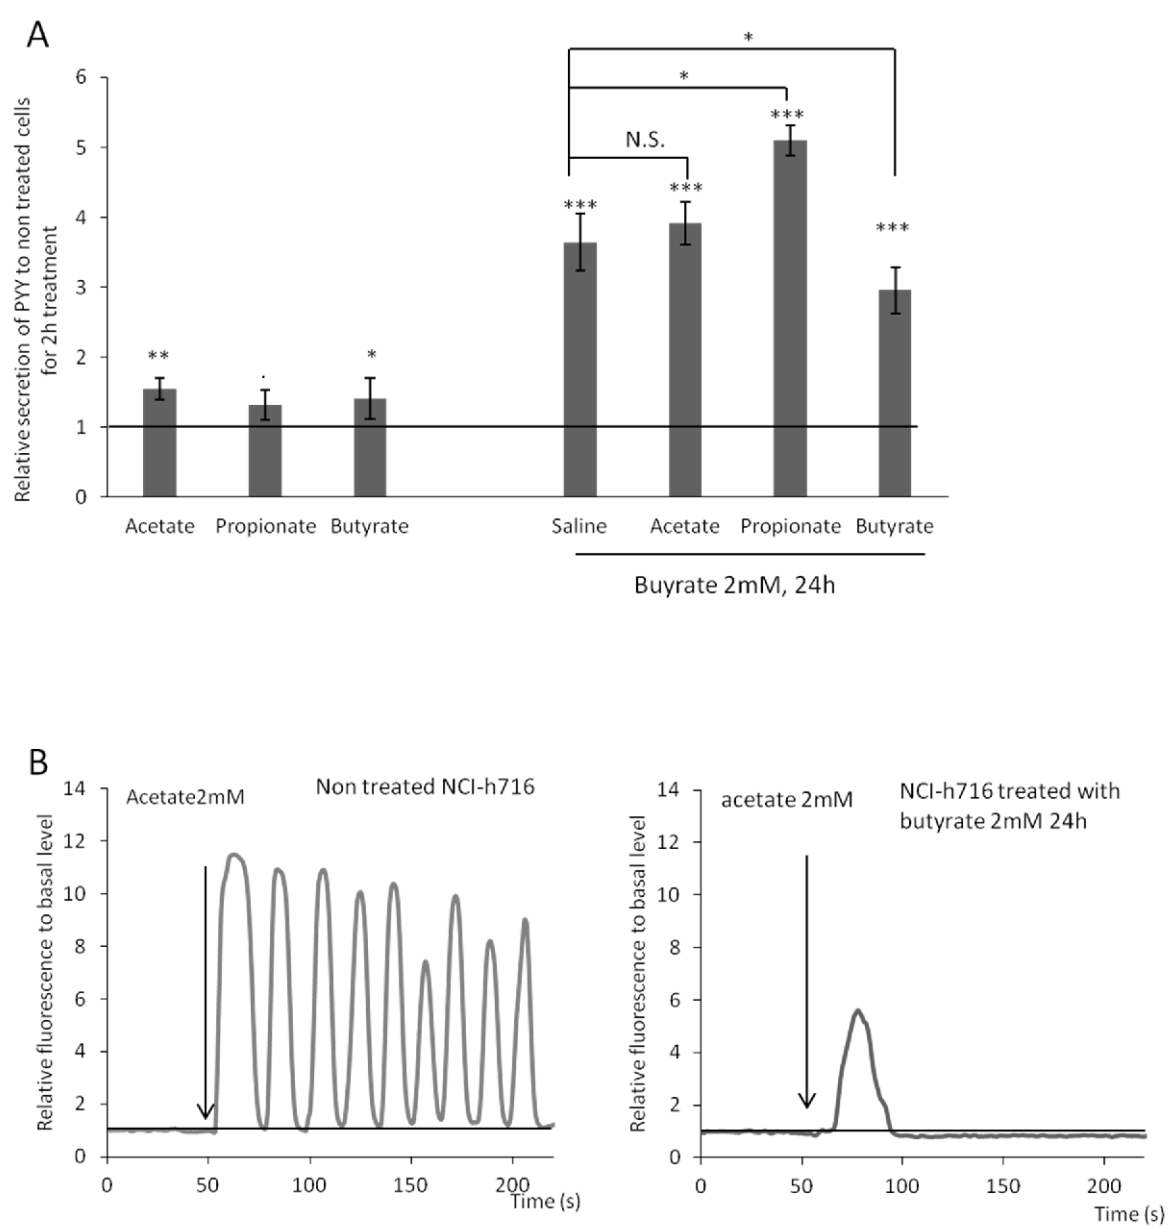 A
*
*
N.S.
6
5
4
3
2
1
0
Relative secretion of PYY to non treated cells
for 2h treatment
**
.
*
***
***
***
***
Acetate Propionate Butyrate Saline Acetate Propionate Butyrate
Buyrate 2mM, 24h
B
Acetate2mM
Non treated NCI-h716
14
12
10
8
6
4
2
0
Relative fluorescence to basal level
0 50 100 150 200
Time (s)
acetate 2mM
NCI-h716 treated with
butyrate 2mM 24h
14
12
10
8
6
4
2
0
Relative fluorescence to basal level
0 50 100 150 200
Time (s)